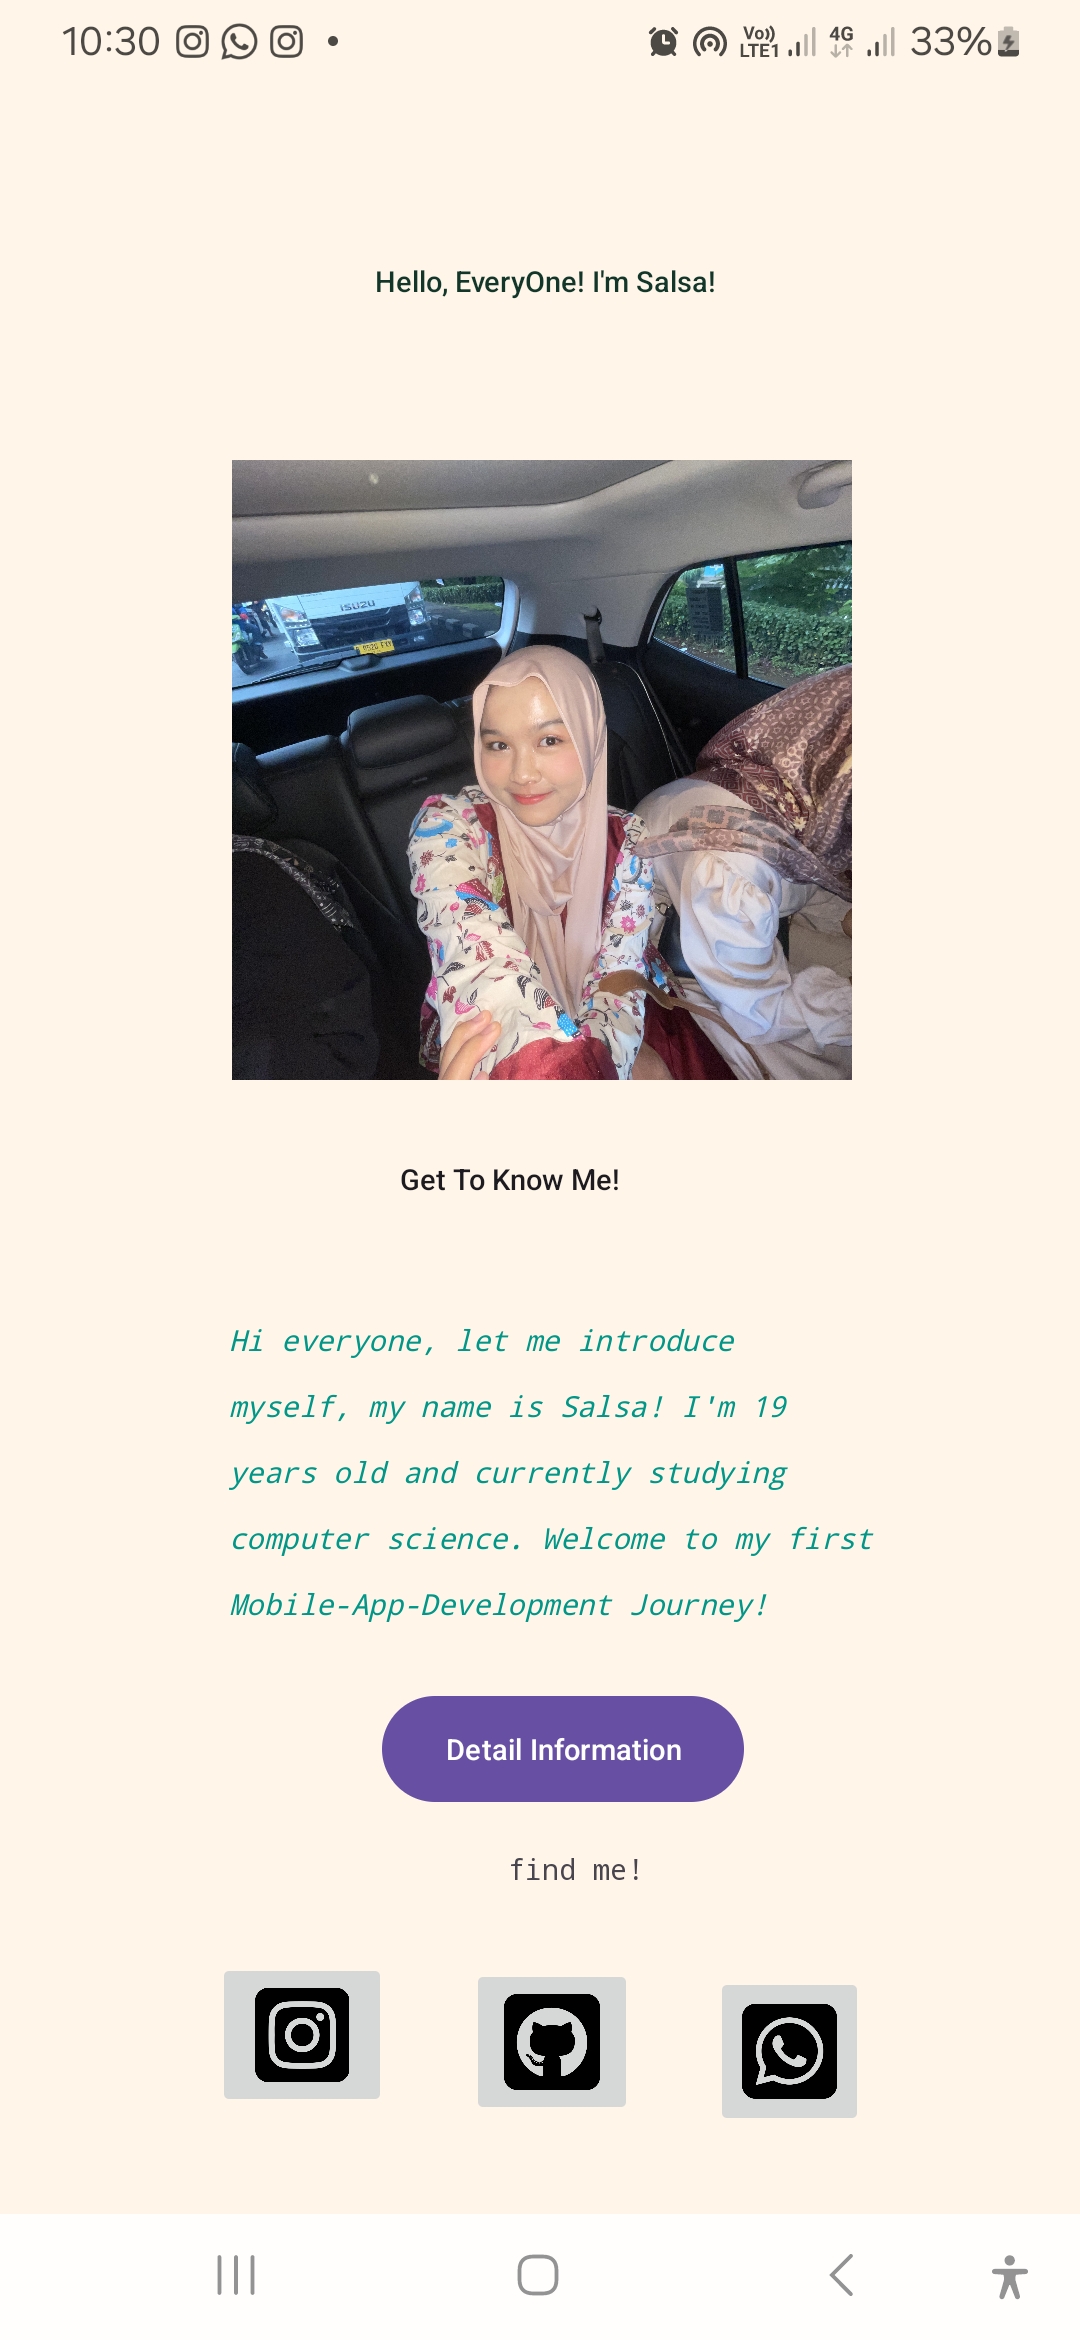 10:30
Vo))
LTE1
4G
33%
Hello, EveryOne! I'm Salsa!
ISUZU
Get To Know Me!
Hi everyone, let me introduce
myself, my name is Salsa! I'm 19
years old and currently studying
computer science. Welcome to my first
Mobile-App-Development Journey!
Detail Information
find me!